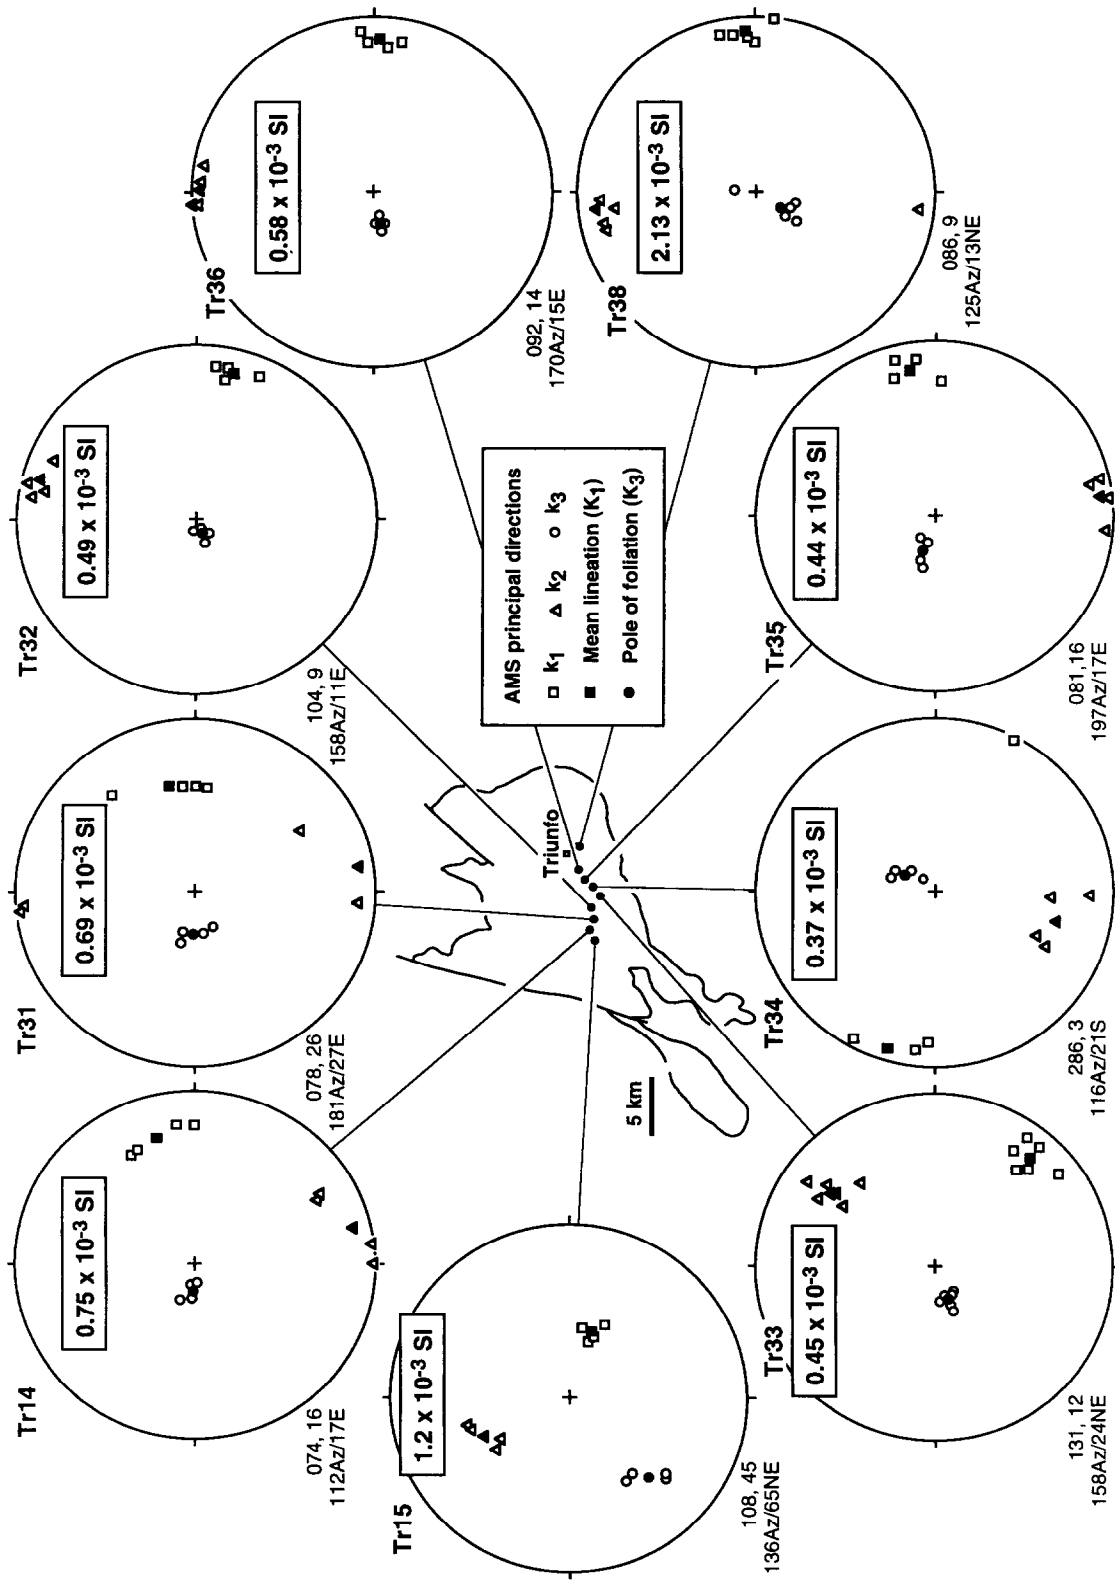 Tr14
0.75 x 10-3 SI
074, 16
112Az/17E
Tr31
0.69 x 10-3 SI
078, 26
181Az/27E
Tr32
0.49 x 10-3 SI
104, 9
158Az/11E
Tr36
0.58 x 10-3 SI
092, 14
170Az/15E
Tr15
1.2 x 10-3 SI
108, 45
136Az/65NE
5 km
Triunfo
AMS principal directions
k1 k2 k3
Mean lineation (K1)
Pole of foliation (K3)
Tr38
2.13 x 10-3 SI
086, 9
125Az/13NE
Tr33
0.45 x 10-3 SI
131, 12
158Az/24NE
Tr34
0.37 x 10-3 SI
286, 3
116Az/21S
Tr35
0.44 x 10-3 SI
081,16
197Az/17E